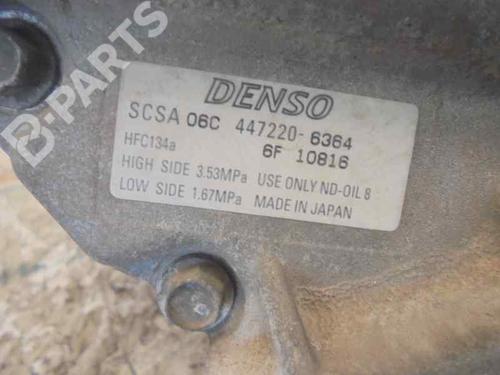 B-PARTS
DENSO
SCSA 06C 447220-6364
HFC134a 6F 10816
HIGH SIDE 3.53MPa USE ONLY ND-OIL 8
LOW SIDE 1.67MPa MADE IN JAPAN